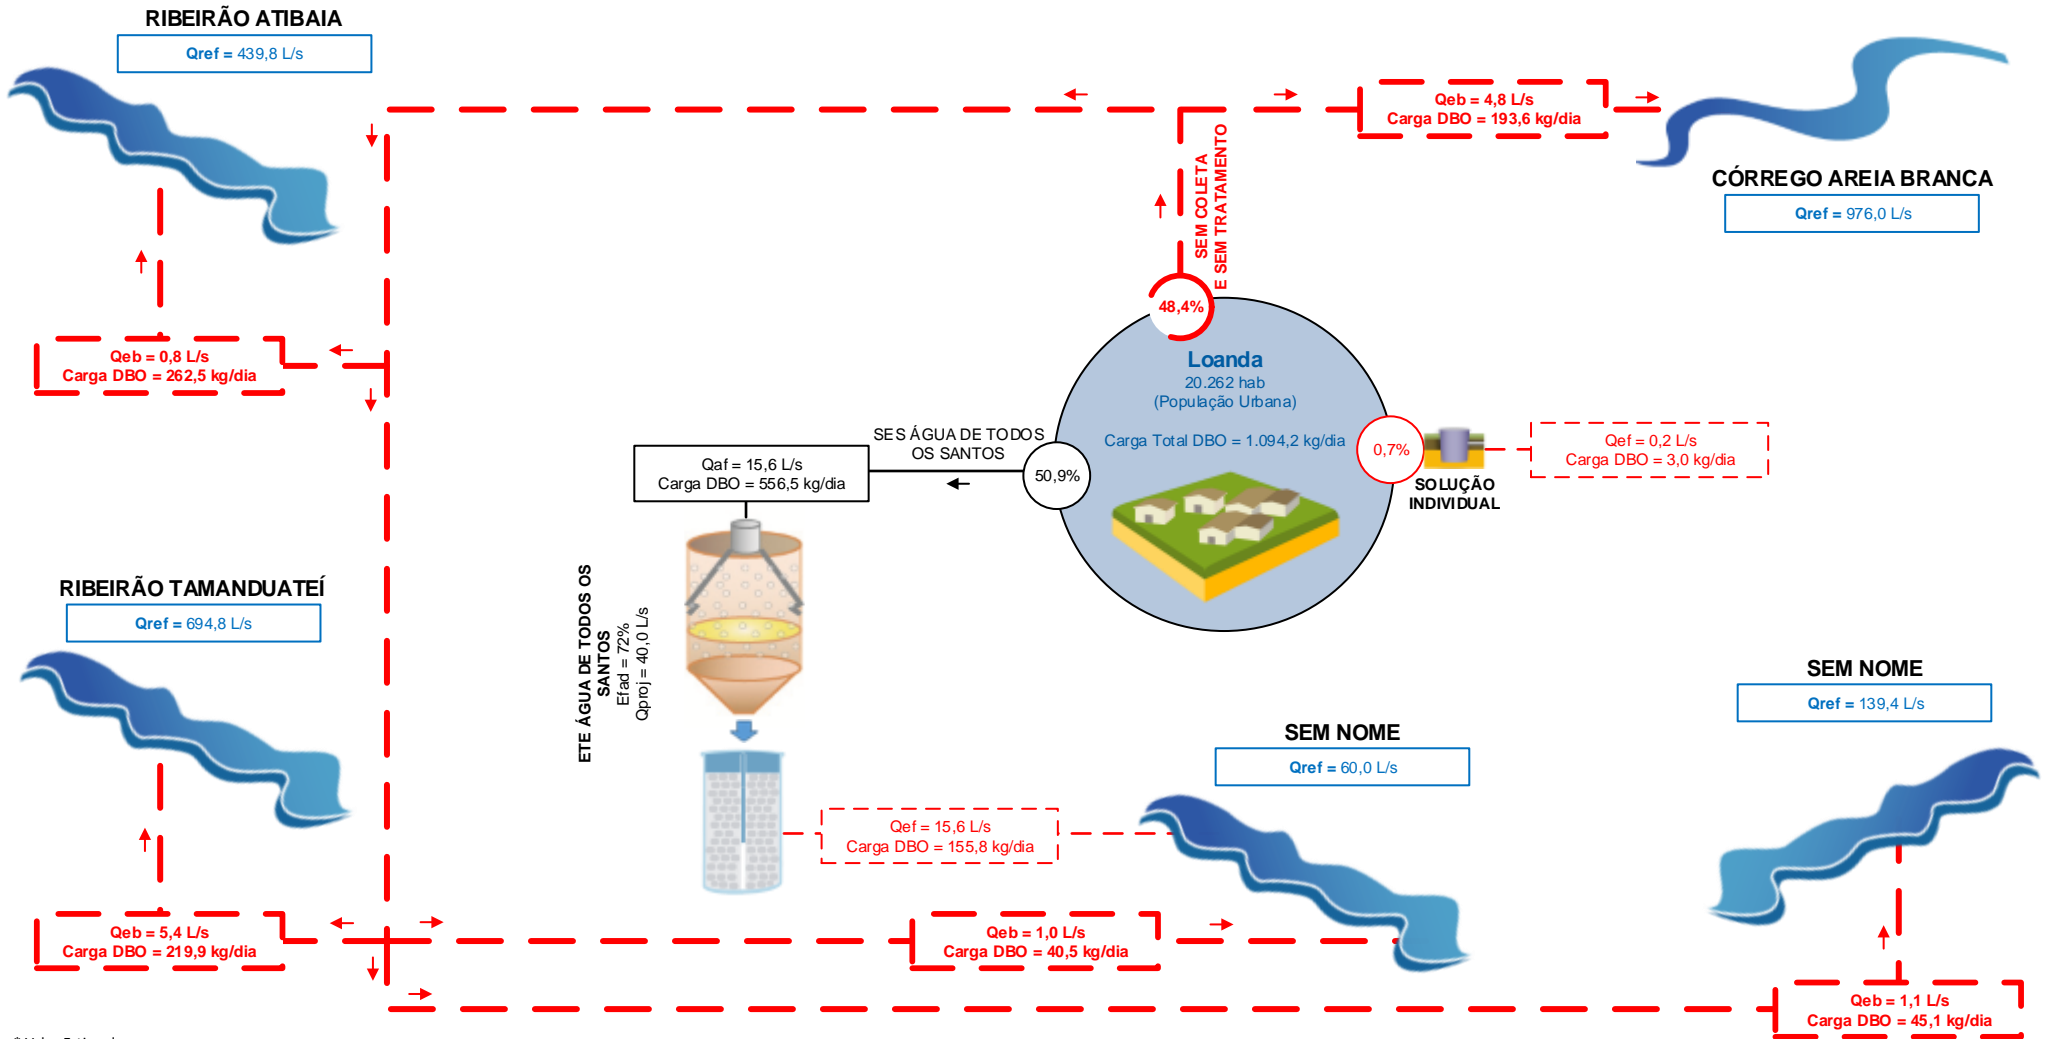 RIBEIRÃO ATIBAIA
Qref = 439,8 L/s
Qeb = 4,8 L/s
Carga DBO = 193,6 kg/dia
CÓRREGO AREIA BRANCA
Qref = 976,0 L/s
SEM COLETA
E SEM TRATAMENTO
48,4%
Loanda
20.262 hab
(População Urbana)
Carga Total DBO = 1.094,2 kg/dia
Qeb = 0,8 L/s
Carga DBO = 262,5 kg/dia
SES ÁGUA DE TODOS
OS SANTOS
50,9%
Qaf = 15,6 L/s
Carga DBO = 556,5 kg/dia
0,7%
SOLUÇÃO
INDIVIDUAL
Qef = 0,2 L/s
Carga DBO = 3,0 kg/dia
ETE ÁGUA DE TODOS OS
SANTOS
Efad = 72%
Qproj = 40,0 L/s
RIBEIRÃO TAMANDUATEÍ
Qref = 694,8 L/s
SEM NOME
Qref = 139,4 L/s
SEM NOME
Qref = 60,0 L/s
Qef = 15,6 L/s
Carga DBO = 155,8 kg/dia
Qeb = 5,4 L/s
Carga DBO = 219,9 kg/dia
Qeb = 1,0 L/s
Carga DBO = 40,5 kg/dia
Qeb = 1,1 L/s
Carga DBO = 45,1 kg/dia